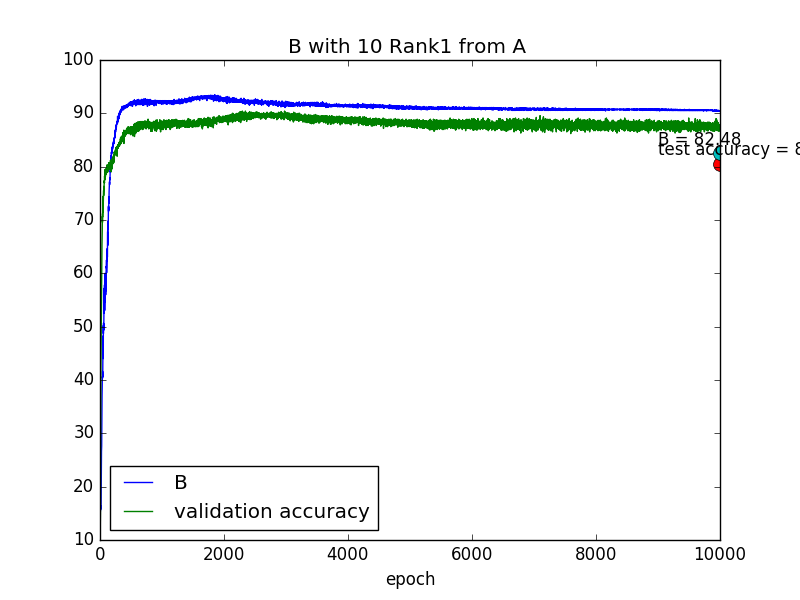 B with 10 Rank1 from A
100
90
80
70
60
50
40
30
20
10
B = 82.48
test accuracy = 8
B
validation accuracy
0 2000 4000 6000 8000 10000
epoch